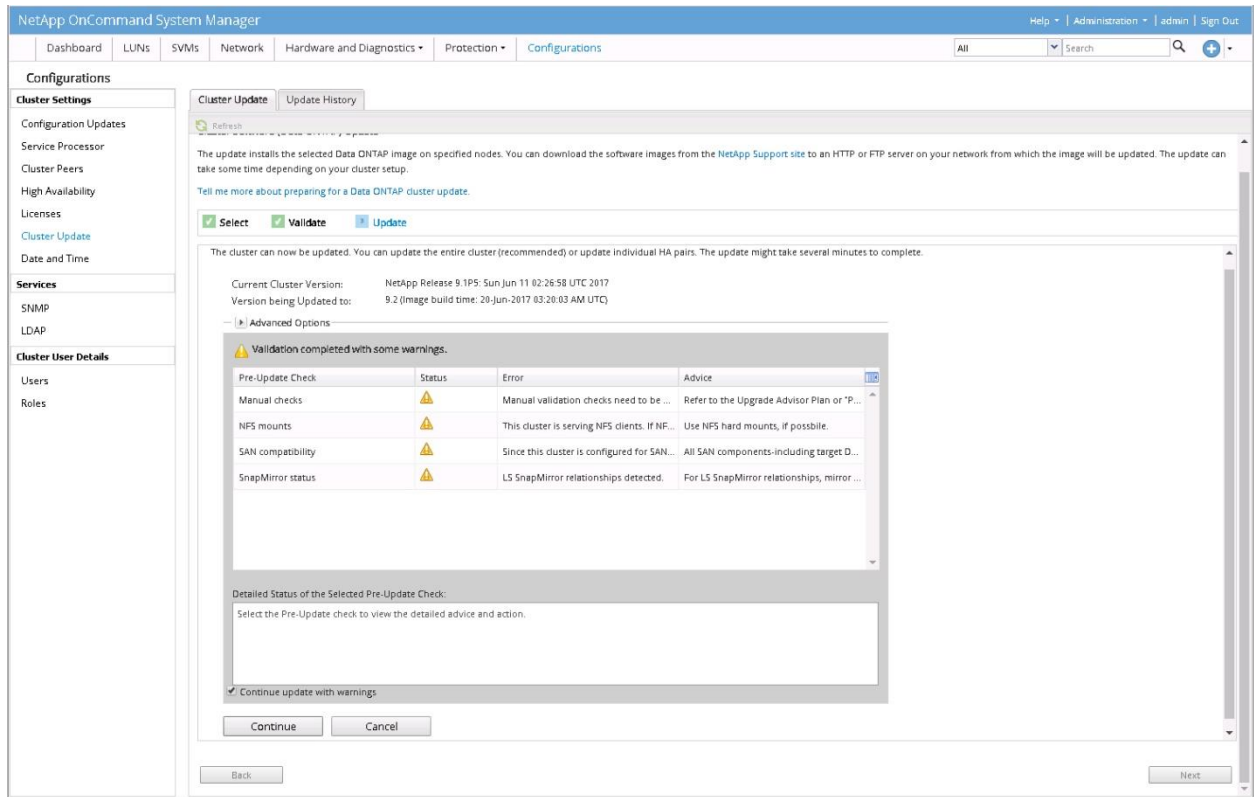 NetApp OnCommand System Manager
Help | Administration | admin | Sign Out
Dashboard LUNs SVMs Network Hardware and Diagnostics Protection Configurations All Search
Configurations
Cluster Settings
Configuration Updates
Service Processor
Cluster Peers
High Availability
Licenses
Cluster Update
Date and Time
Services
SNMP
LDAP
Cluster User Details
Users
Roles
Cluster Update Update History
Refresh
The update installs the selected Data ONTAP image on specified nodes. You can download the software images from the NetApp Support site to an HTTP or FTP server on your network from which the image will be updated. The update can
take some time depending on your cluster setup.
Tell me more about preparing for a Data ONTAP cluster update.
Select Validate 3 Update
The cluster can now be updated. You can update the entire cluster (recommended) or update individual HA pairs. The update might take several minutes to complete.
Current Cluster Version: NetApp Release 9.1P5: Sun Jun 11 02:26:58 UTC 2017
Version being Updated to: 9.2 (Image build time: 20-Jun-2017 03:20:03 AM UTC)
Advanced Options
Validation completed with some warnings.
Pre-Update Check Status Error Advice
Manual checks Manual validation checks need to be ... Refer to the Upgrade Advisor Plan or "P...
NFS mounts This cluster is serving NFS clients. If NF... Use NFS hard mounts, if possbile.
SAN compatibility Since this cluster is configured for SAN... All SAN components-including target D...
SnapMirror status LS SnapMirror relationships detected. For LS SnapMirror relationships, mirror ...
Detailed Status of the Selected Pre-Update Check:
Select the Pre-Update check to view the detailed advice and action.
Continue update with warnings
Continue Cancel
Back Next